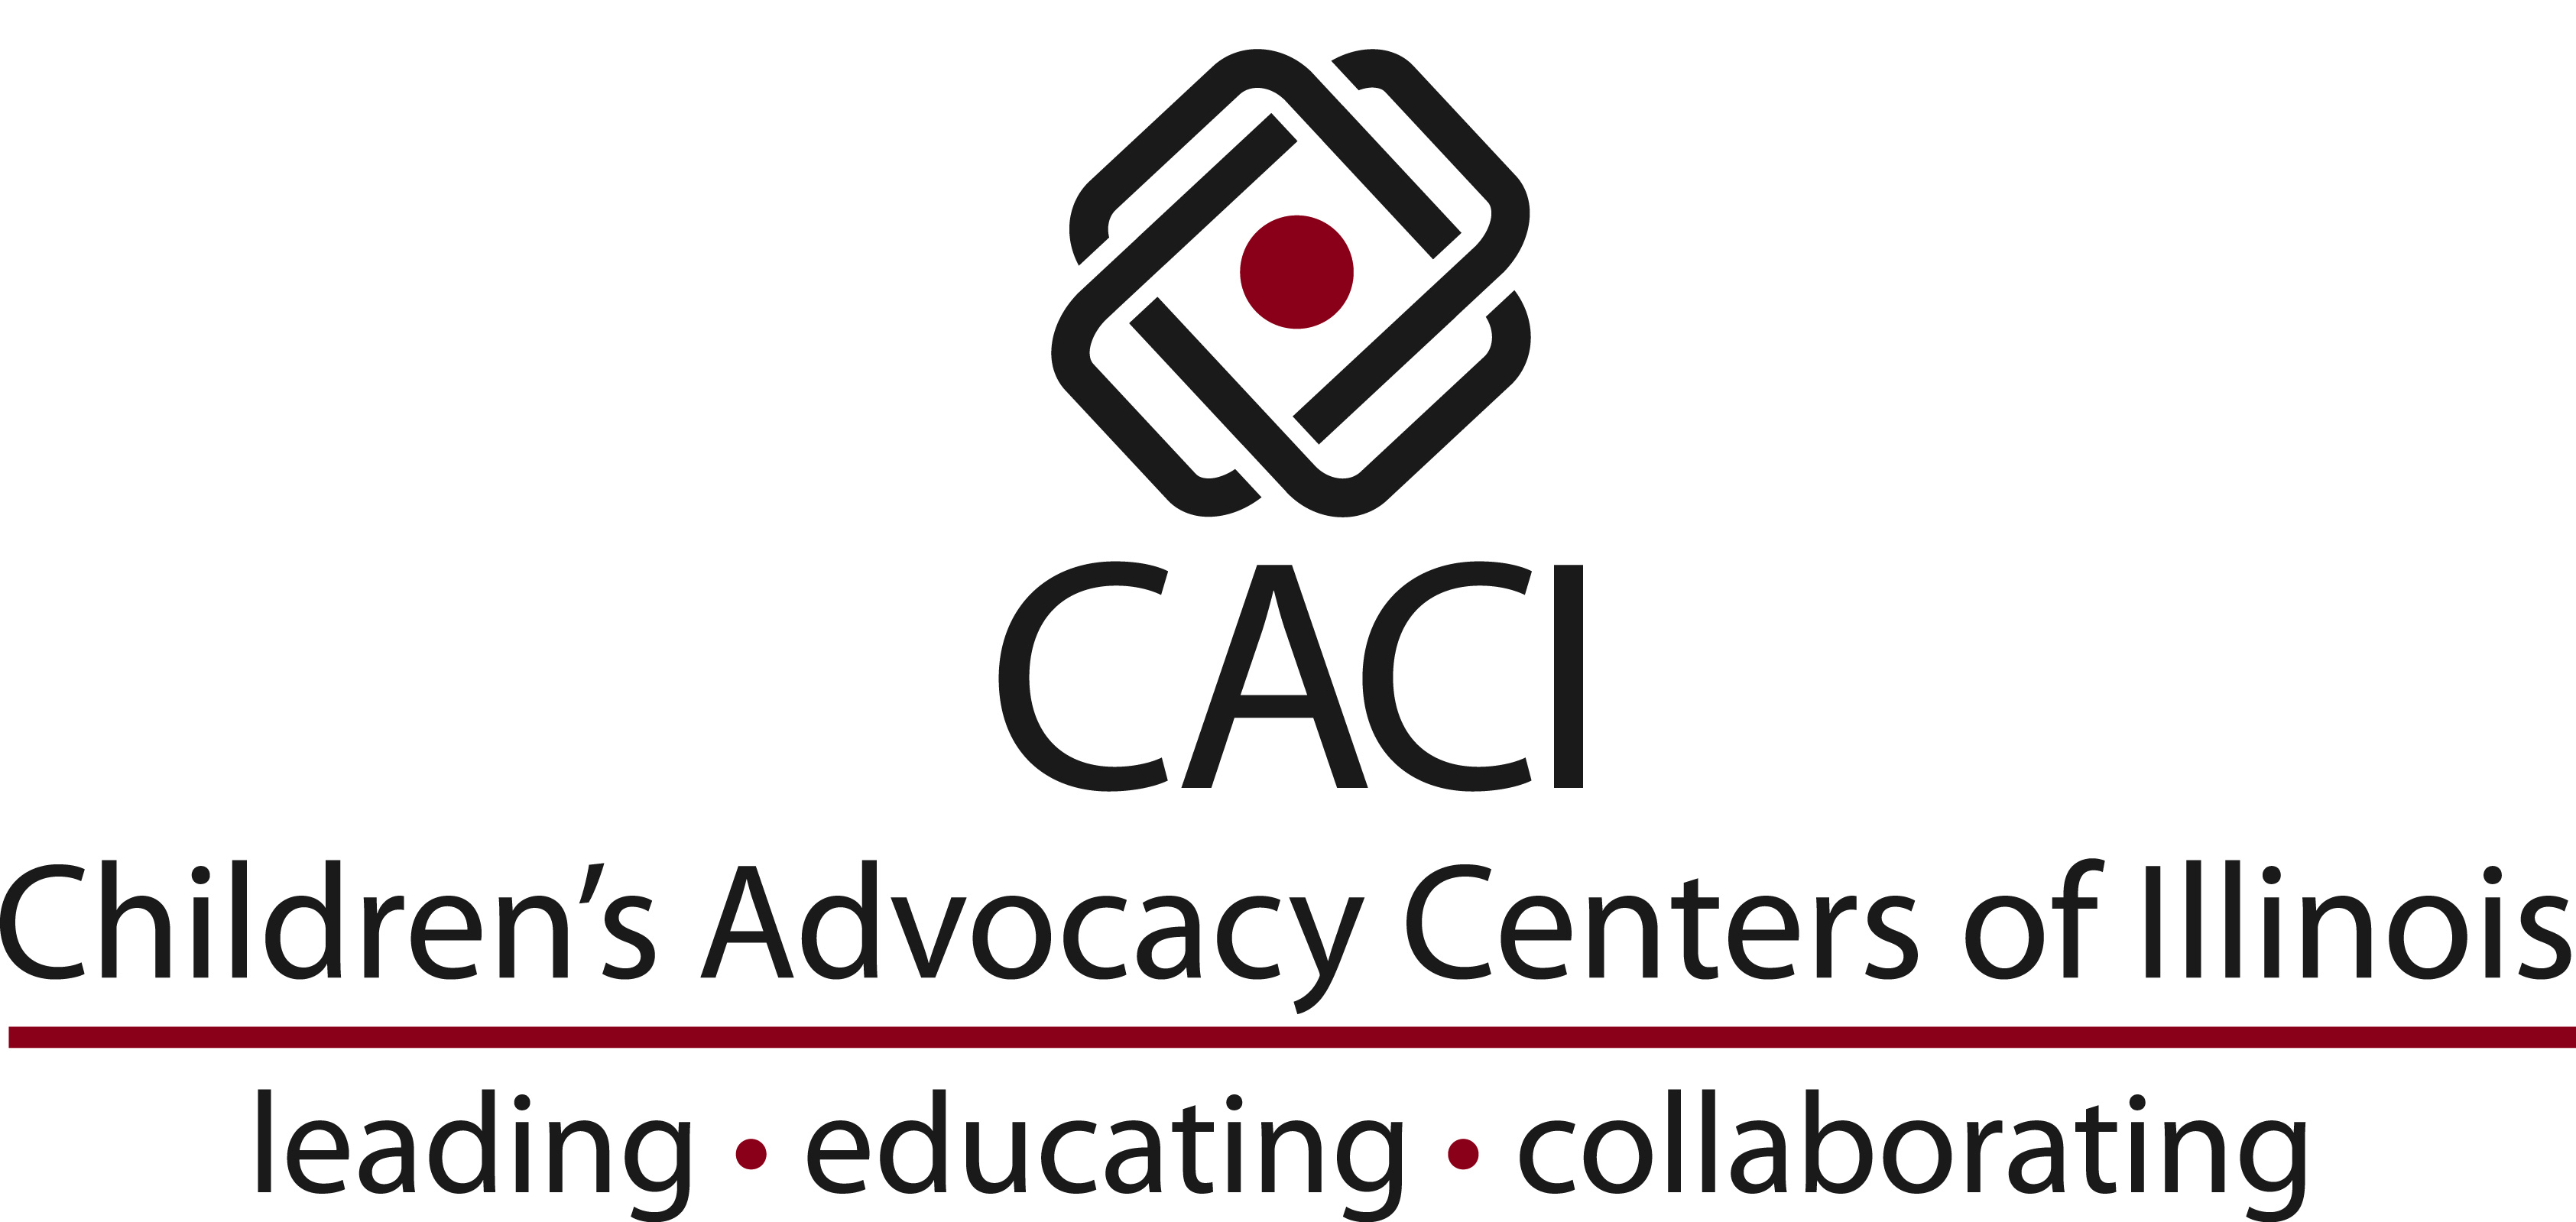 CACI
Children’s Advocacy Centers of Illinois
leading • educating • collaborating